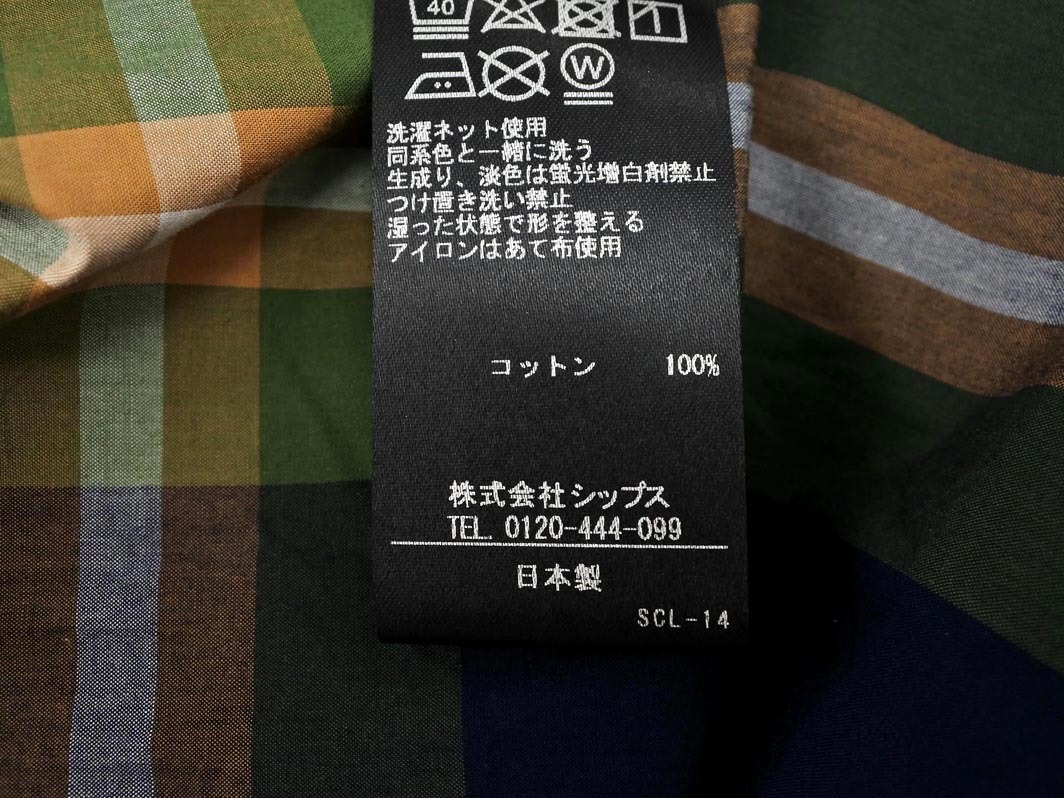 40
W
洗濯ネット使用
同系色と一緒に洗う
生成り、淡色は蛍光増白剤禁止
つけ置き洗い禁止
湿った状態で形を整える
アイロンはあて布使用
コットン 100%
株式会社シップス
TEL. 0120-444-099
日本製
SCL-14